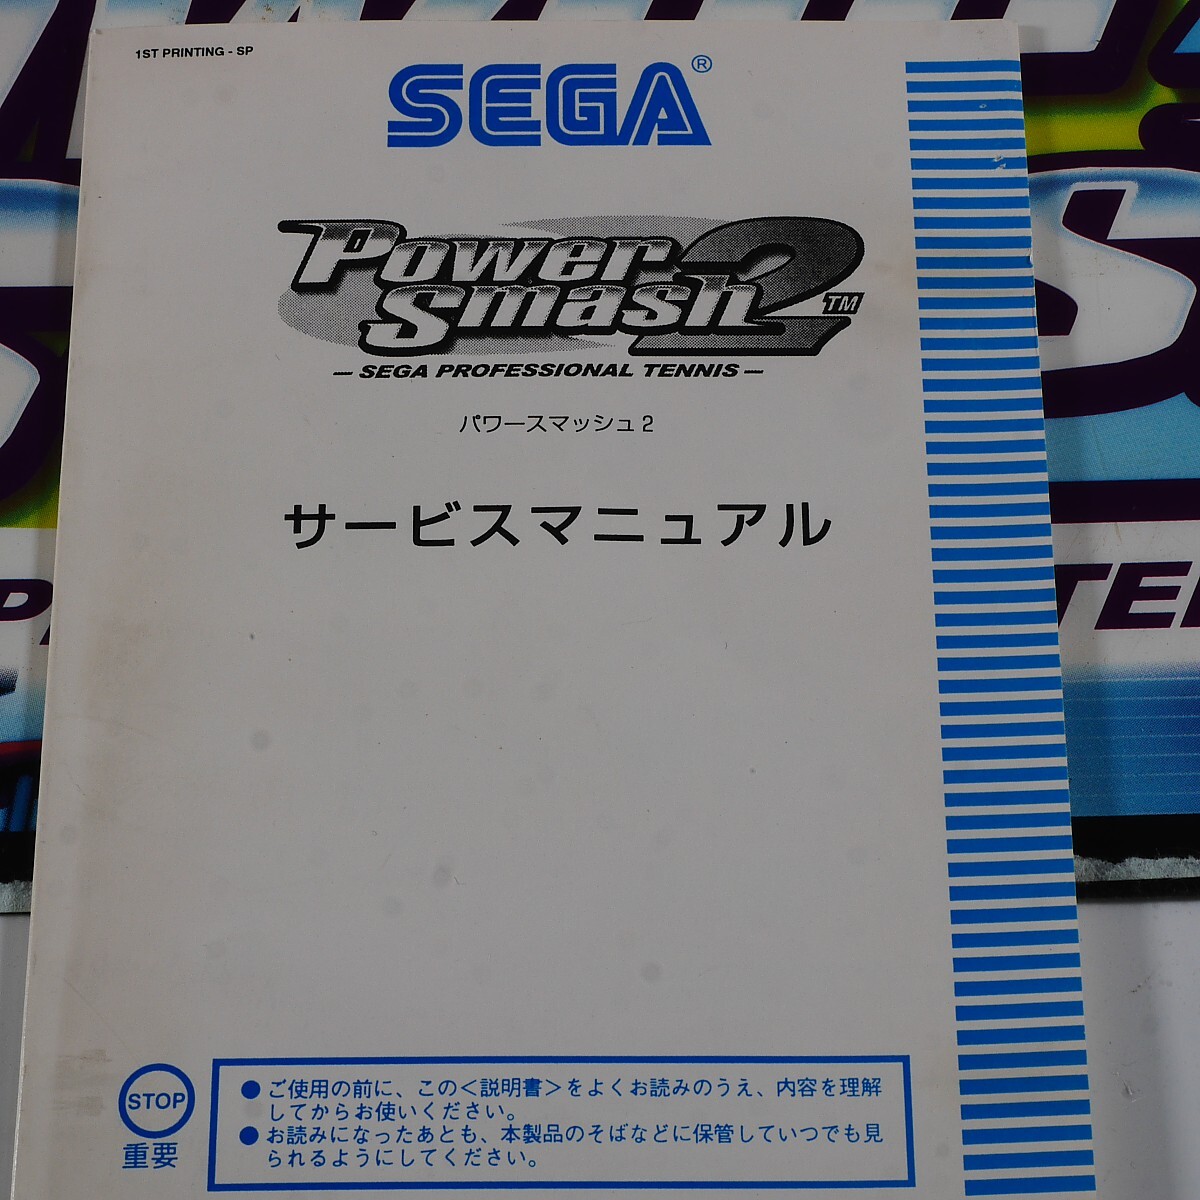 1ST PRINTING - SP
SEGA®
Power
Smash 2™
— SEGA PROFESSIONAL TENNIS —
パワースマッシュ2
サービスマニュアル
STOP
重要
●ご使用の前に、この＜説明書＞をよくお読みのうえ、内容を理解
してからお使いください。
●お読みになったあとも、本製品のそばなどに保管していつでも見
られるようにしてください。